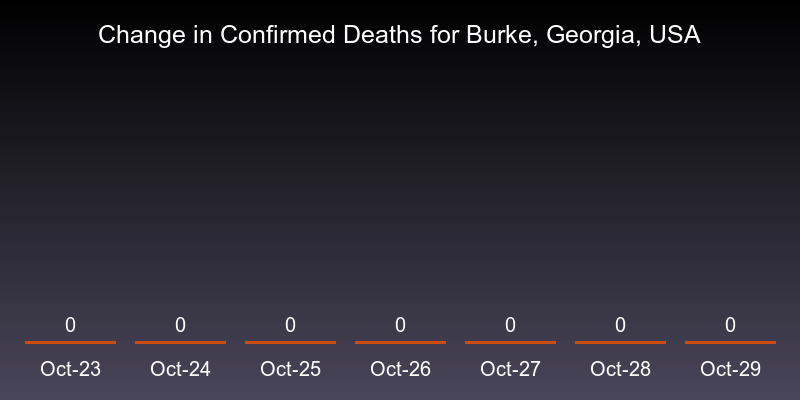 Change in Confirmed Deaths for Burke, Georgia, USA
0 0 0 0 0 0 0
Oct-23 Oct-24 Oct-25 Oct-26 Oct-27 Oct-28 Oct-29